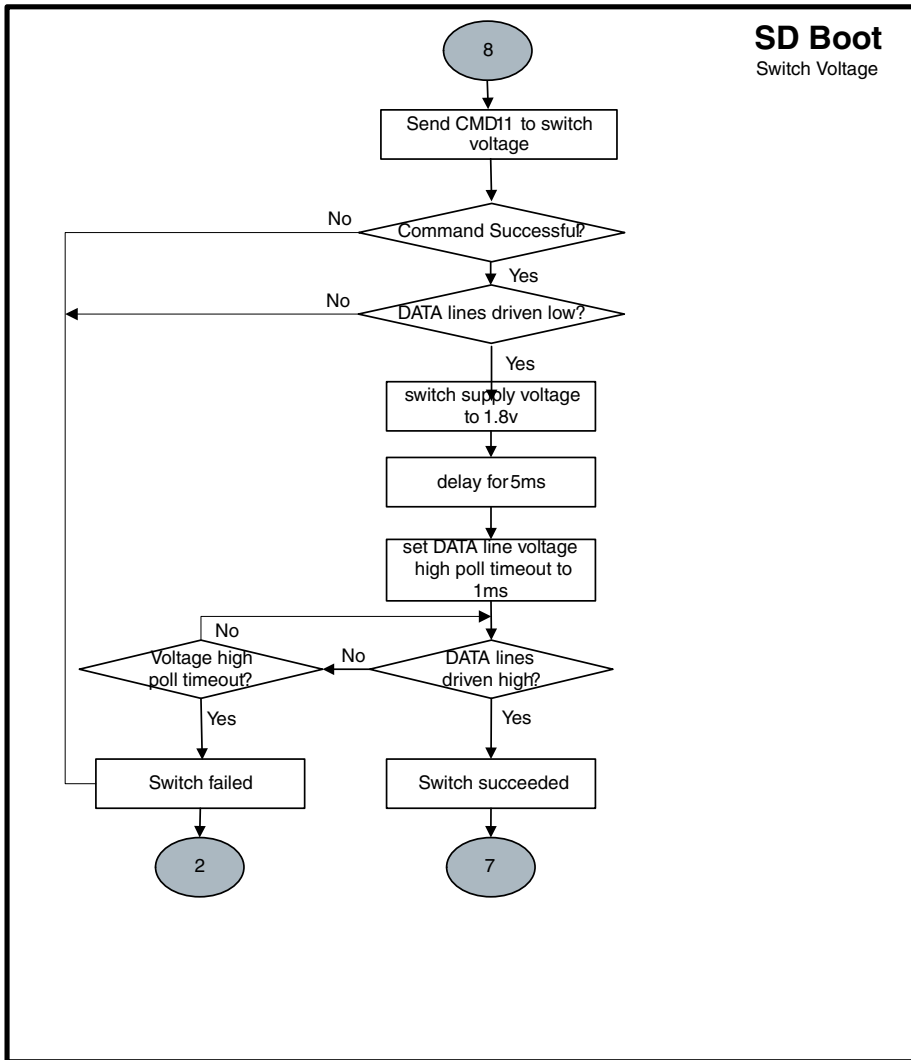 SD Boot
Switch Voltage
8
Send CMD11 to switch
voltage
Command Successful?
No
Yes
DATA lines driven low?
No
Yes
switch supply voltage
to 1.8v
delay for 5ms
set DATA line voltage
high poll timeout to
1ms
No
Voltage high
poll timeout?
No
DATA lines
driven high?
Yes
Yes
Switch failed
Switch succeeded
2
7